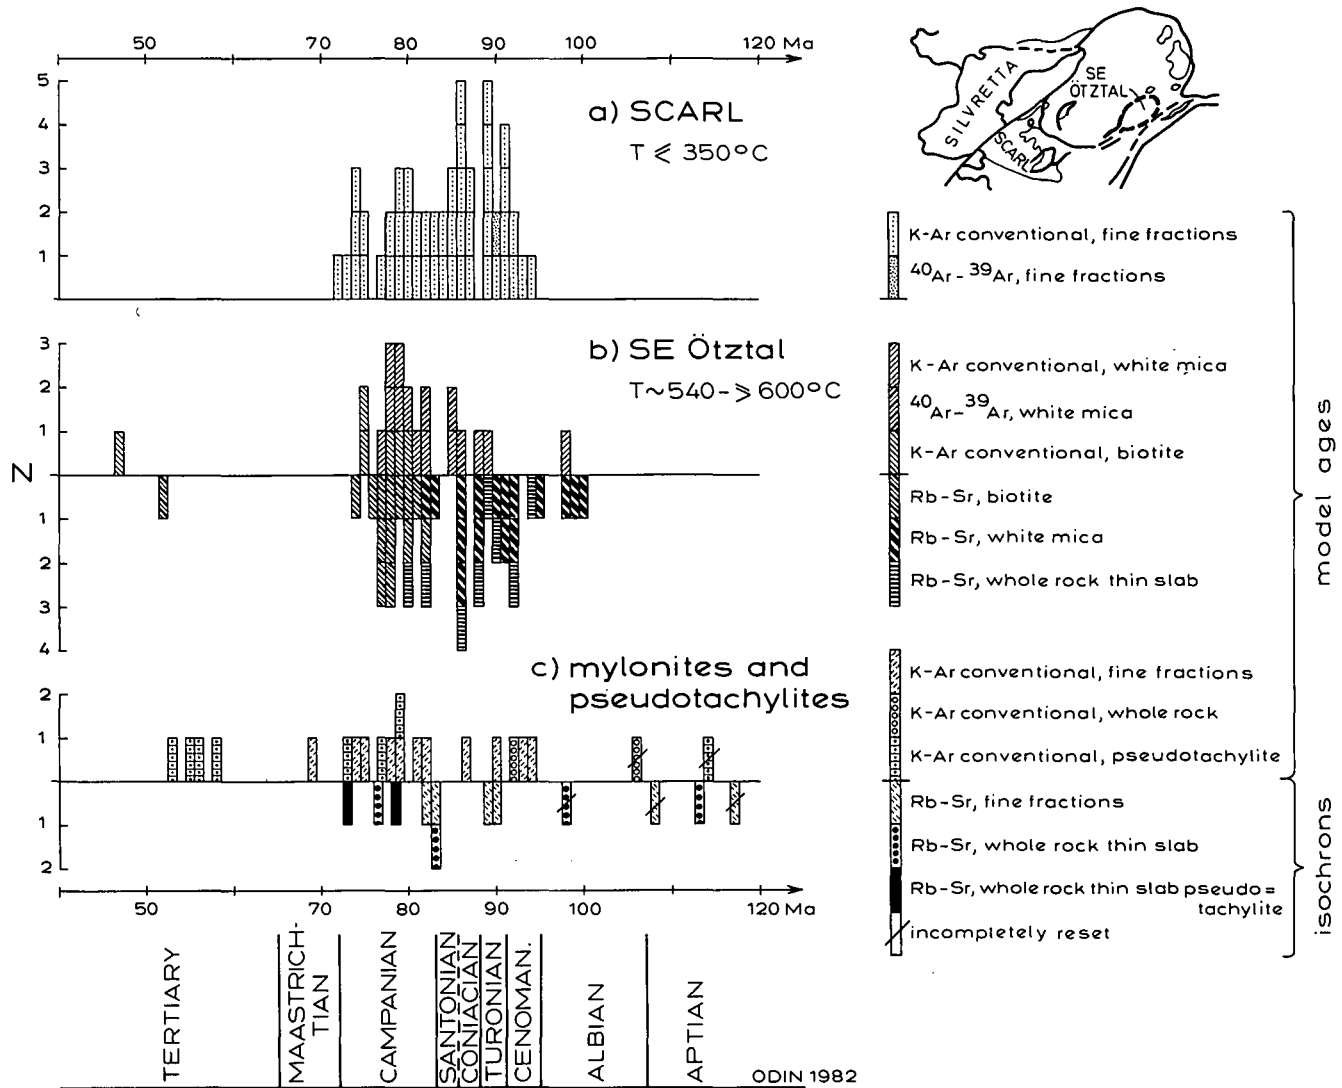 50 70 80 90 100 120 Ma
5
4
3
2
1
a) SCARL
T ⩽ 350°C
SILVRETTA
SE
ÖTZTAL
SCARL
K-Ar conventional, fine fractions
40Ar-39Ar, fine fractions
3
2
1
1
2
3
4
N
b) SE Ötztal
T~540->⩾600°C
K-Ar conventional, white mica
40Ar-39Ar, white mica
K-Ar conventional, biotite
Rb-Sr, biotite
Rb-Sr, white mica
Rb-Sr, whole rock thin slab
model ages
2
1
1
2
c) mylonites and
pseudotachylites
K-Ar conventional, fine fractions
K-Ar conventional, whole rock
K-Ar conventional, pseudotachylite
Rb-Sr, fine fractions
Rb-Sr, whole rock thin slab
Rb-Sr, whole rock thin slab pseudo=
tachylite
incompletely reset
isochrons
50 70 80 90 100 120 Ma
TERTIARY
MAASTRICH-
TIAN
CAMPANIAN
SANTONIAN
CONIACIAN
TURONIAN
CENOMAN.
ALBIAN
APTIAN
ODIN 1982